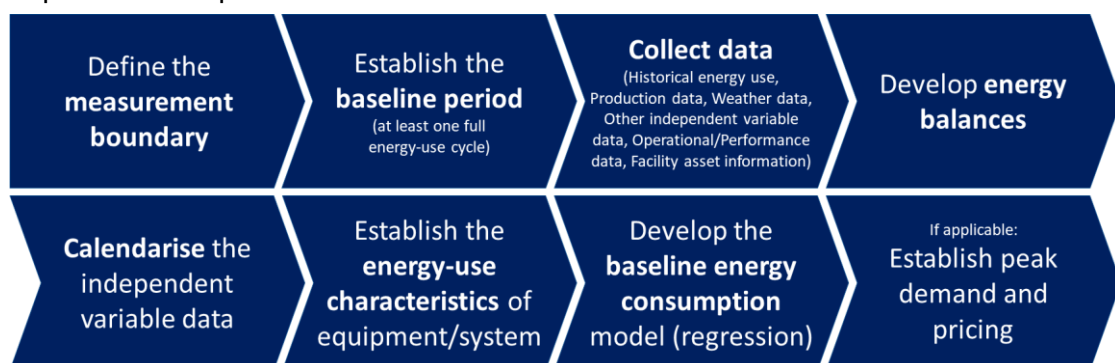 Define the
measurement
boundary
Establish the
baseline period
(at least one full
energy-use cycle)
Collect data
(Historical energy use,
Production data, Weather data,
Other independent variable
data, Operational/Performance
data, Facility asset information)
Develop energy
balances
Calendarise the
independent
variable data
Establish the
energy-use
characteristics of
equipment/system
Develop the
baseline energy
consumption
model (regression)
If applicable:
Establish peak
demand and
pricing